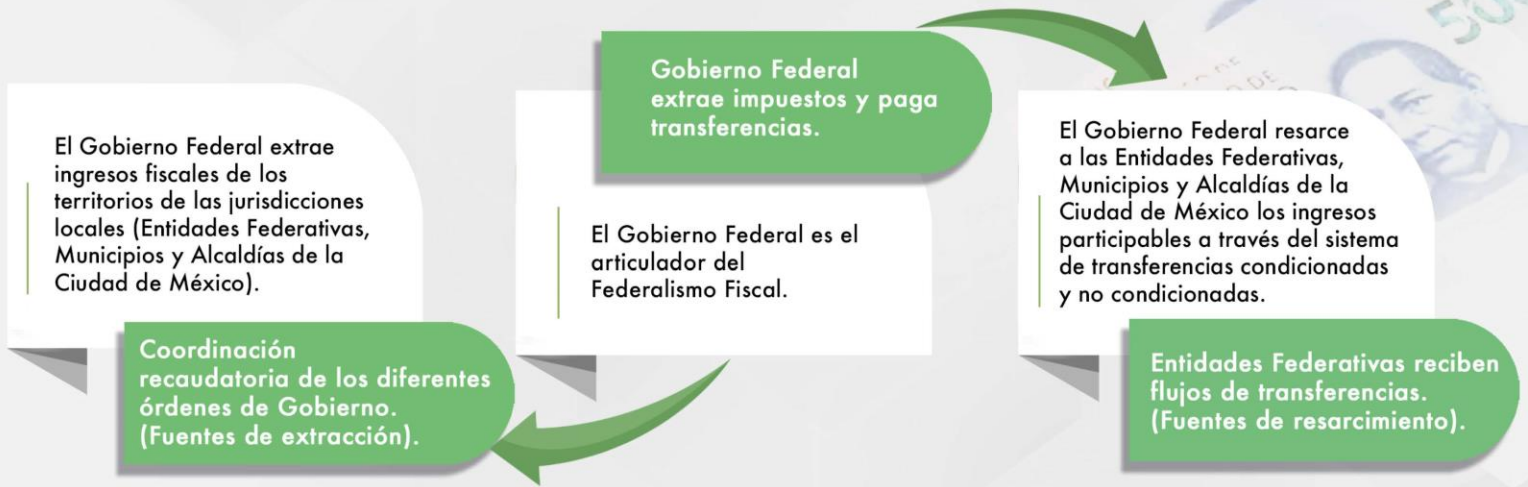 El Gobierno Federal extrae
ingresos fiscales de los
territorios de las jurisdicciones
locales (Entidades Federativas,
Municipios y Alcaldías de la
Ciudad de México).
Coordinación
recaudatoria de los diferentes
órdenes de Gobierno.
(Fuentes de extracción).
Gobierno Federal
extrae impuestos y paga
transferencias.
El Gobierno Federal es el
articulador del
Federalismo Fiscal.
El Gobierno Federal resarce
a las Entidades Federativas,
Municipios y Alcaldías de la
Ciudad de México los ingresos
participables a través del sistema
de transferencias condicionadas
y no condicionadas.
Entidades Federativas reciben
flujos de transferencias.
(Fuentes de resarcimiento).